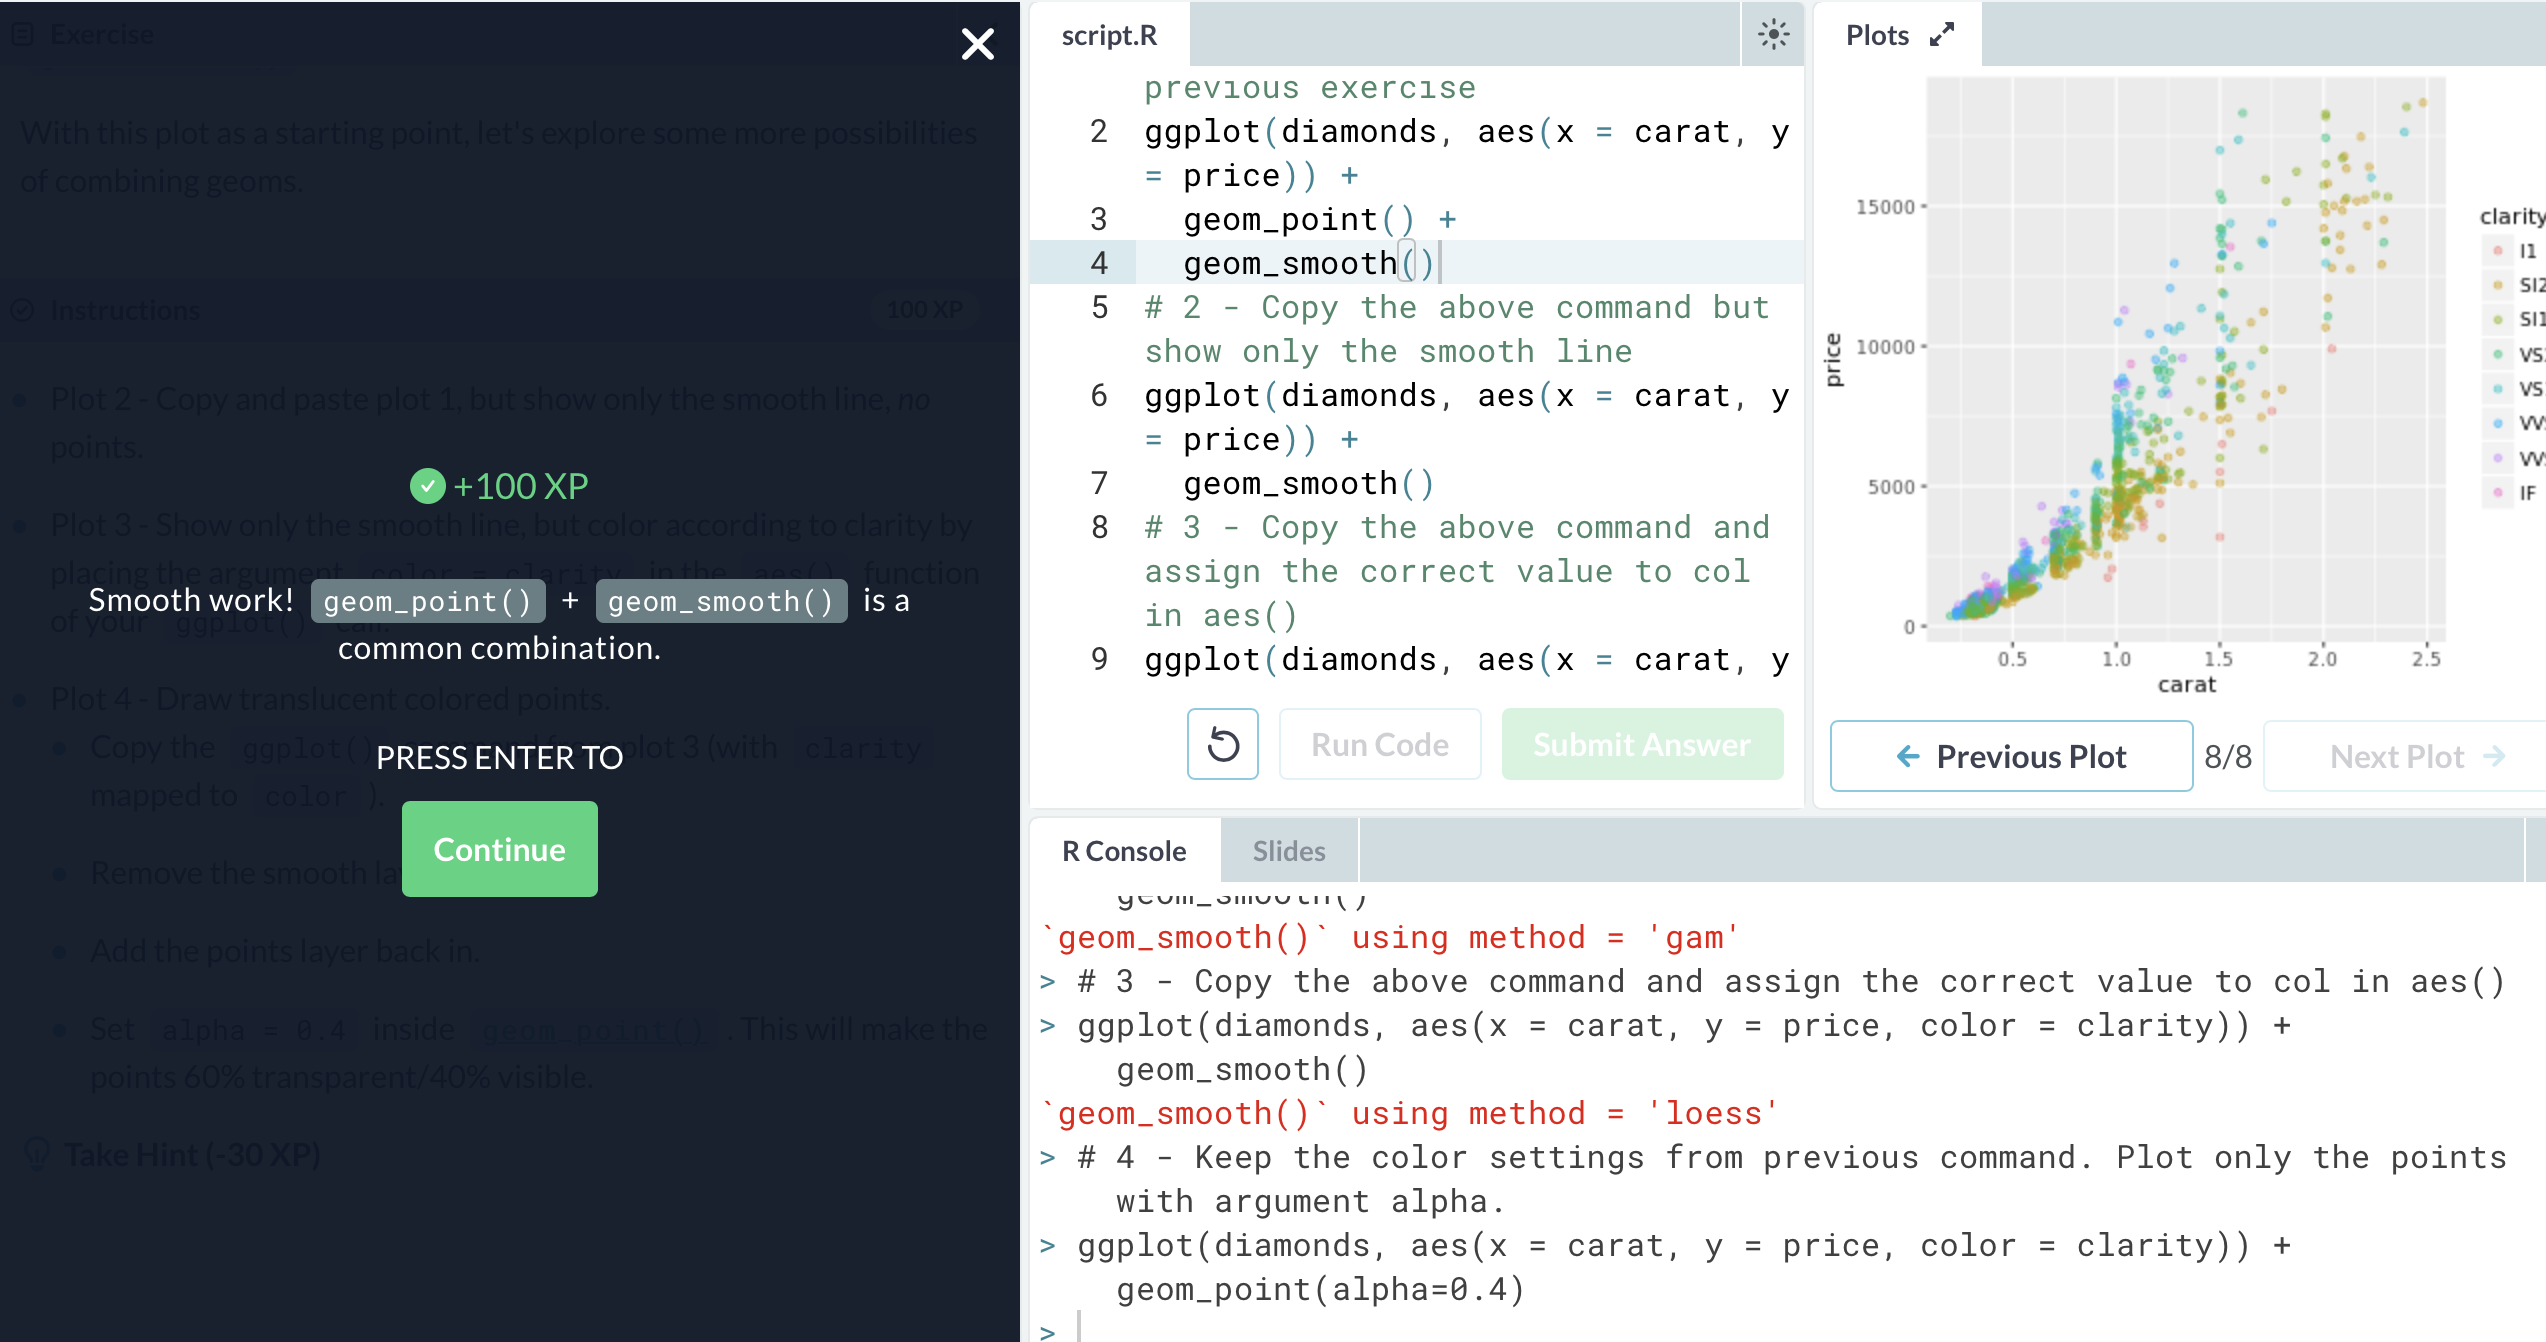 Exercise
With this plot as a starting point, let's explore some more possibilities
of combining geoms.
Instructions
100 XP
Plot 2 - Copy and paste plot 1, but show only the smooth line, no
points.
+100 XP
Plot 3 - Show only the smooth line, but color according to clarity by
placing the argument color = clarity in the aes() function
of your ggplot() call.
Smooth work! geom_point() + geom_smooth() is a
common combination.
Plot 4 - Draw translucent colored points.
Copy the ggplot() plot 3 (with clarity
mapped to color ).
PRESS ENTER TO
Continue
Remove the smooth
Add the points layer back in.
Set alpha = 0.4 inside geom_point() . This will make the
points 60% transparent/40% visible.
Take Hint (-30 XP)
script.R
previous exercise
2 ggplot(diamonds, aes(x = carat, y
= price)) +
3 geom_point() +
4 geom_smooth()
5 # 2 - Copy the above command but
show only the smooth line
6 ggplot(diamonds, aes(x = carat, y
= price)) +
7 geom_smooth()
8 # 3 - Copy the above command and
assign the correct value to col
in aes()
9 ggplot(diamonds, aes(x = carat, y
Run Code
Submit Answer
Plots
15000
10000
5000
0
price
0.5 1.0 1.5 2.0 2.5
carat
clarity
I1
SI2
SI1
VS
VS
VV
VV
IF
Previous Plot
8/8
Next Plot
R Console
Slides
geom_smooth()
`geom_smooth()` using method = 'gam'
> # 3 - Copy the above command and assign the correct value to col in aes()
> ggplot(diamonds, aes(x = carat, y = price, color = clarity)) +
geom_smooth()
`geom_smooth()` using method = 'loess'
> # 4 - Keep the color settings from previous command. Plot only the points
with argument alpha.
> ggplot(diamonds, aes(x = carat, y = price, color = clarity)) +
geom_point(alpha=0.4)
>